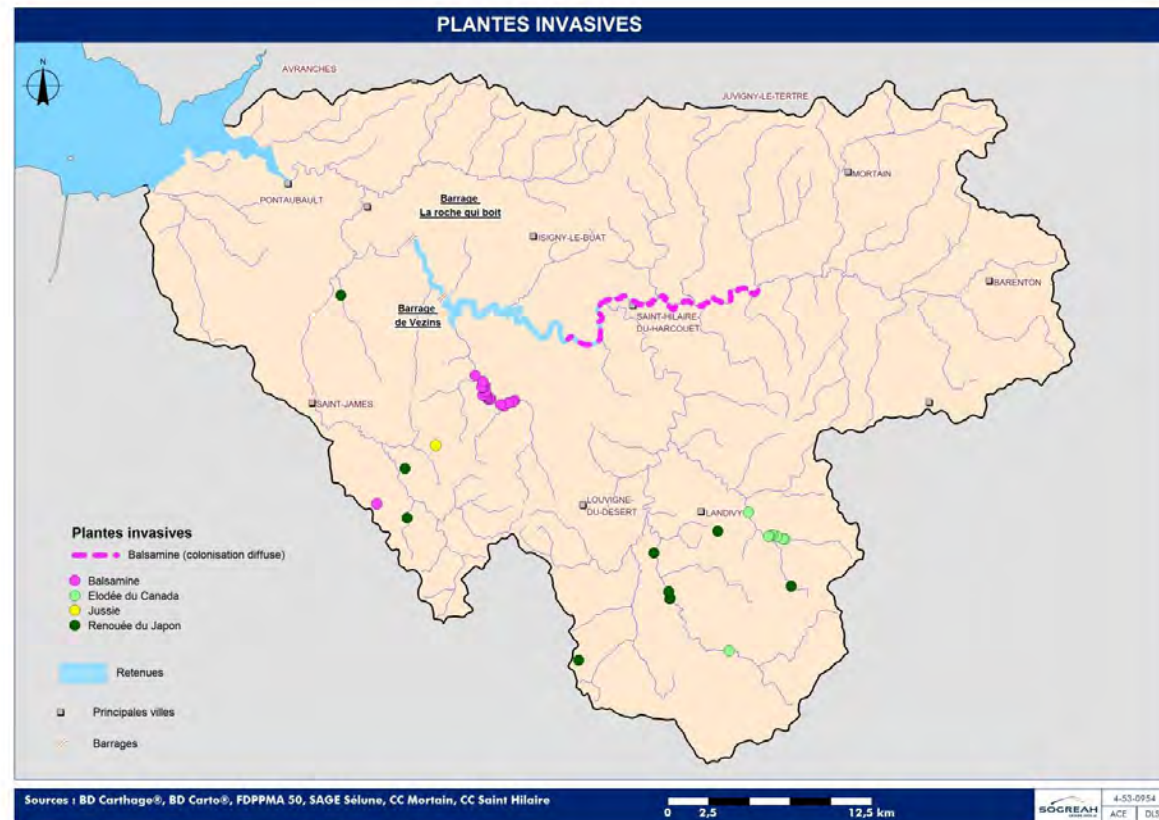 PLANTES INVASIVES
N
AVRANCHES
JUVIGNY-LE-TERTRE
MORTAIN
PONTAUBAULT
Barrage
La roche qui boit
ISIGNY-LE-BUAT
BARENTON
Barrage
de Vezins
SAINT-HILAIRE-
DU-HARCOUET
SAINT-JAMES
LOUVIGNE-
DU-DESERT
LANDIVY
Plantes invasives
Balsamine (colonisation diffuse)
Balsamine
Elodée du Canada
Jussie
Renouée du Japon
Retenues
Principales villes
Barrages
Sources : BD Carthage®, BD Carto®, FDPPMA 50, SAGE Sélune, CC Mortain, CC Saint Hilaire
0 2,5 12,5 km
SOGREAH
4-53-0954
ACE DLS